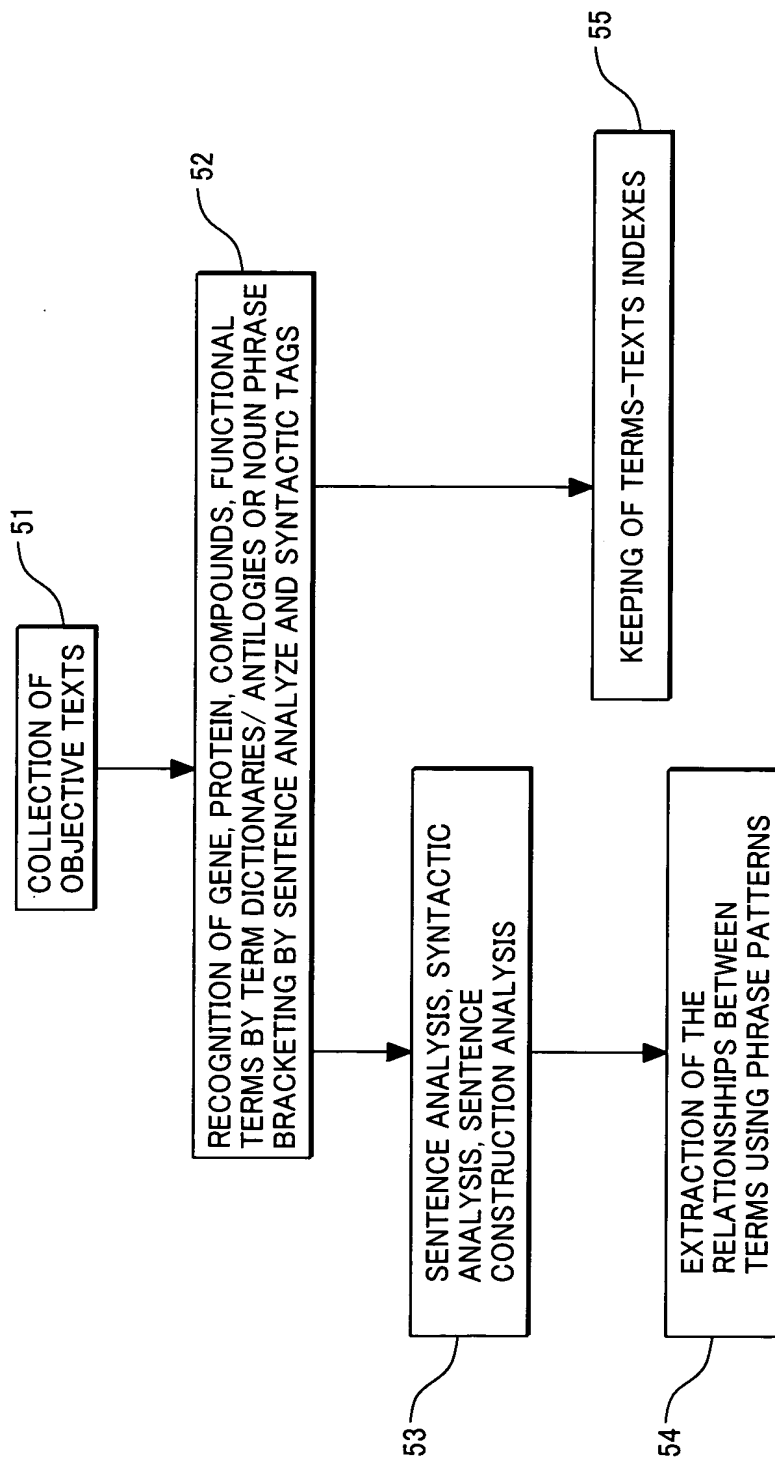 COLLECTION OF
OBJECTIVE TEXTS
51
RECOGNITION OF GENE, PROTEIN, COMPOUNDS, FUNCTIONAL
TERMS BY TERM DICTIONARIES/ ANTILOGIES OR NOUN PHRASE
BRACKETING BY SENTENCE ANALYZE AND SYNTACTIC TAGS
52
SENTENCE ANALYSIS, SYNTACTIC
ANALYSIS, SENTENCE
CONSTRUCTION ANALYSIS
53
EXTRACTION OF THE
RELATIONSHHIPS BETWEEN
TERMS USING PHRASE PATTERNS
54
KEEPING OF TERMS-TEXTS INDEXES
55